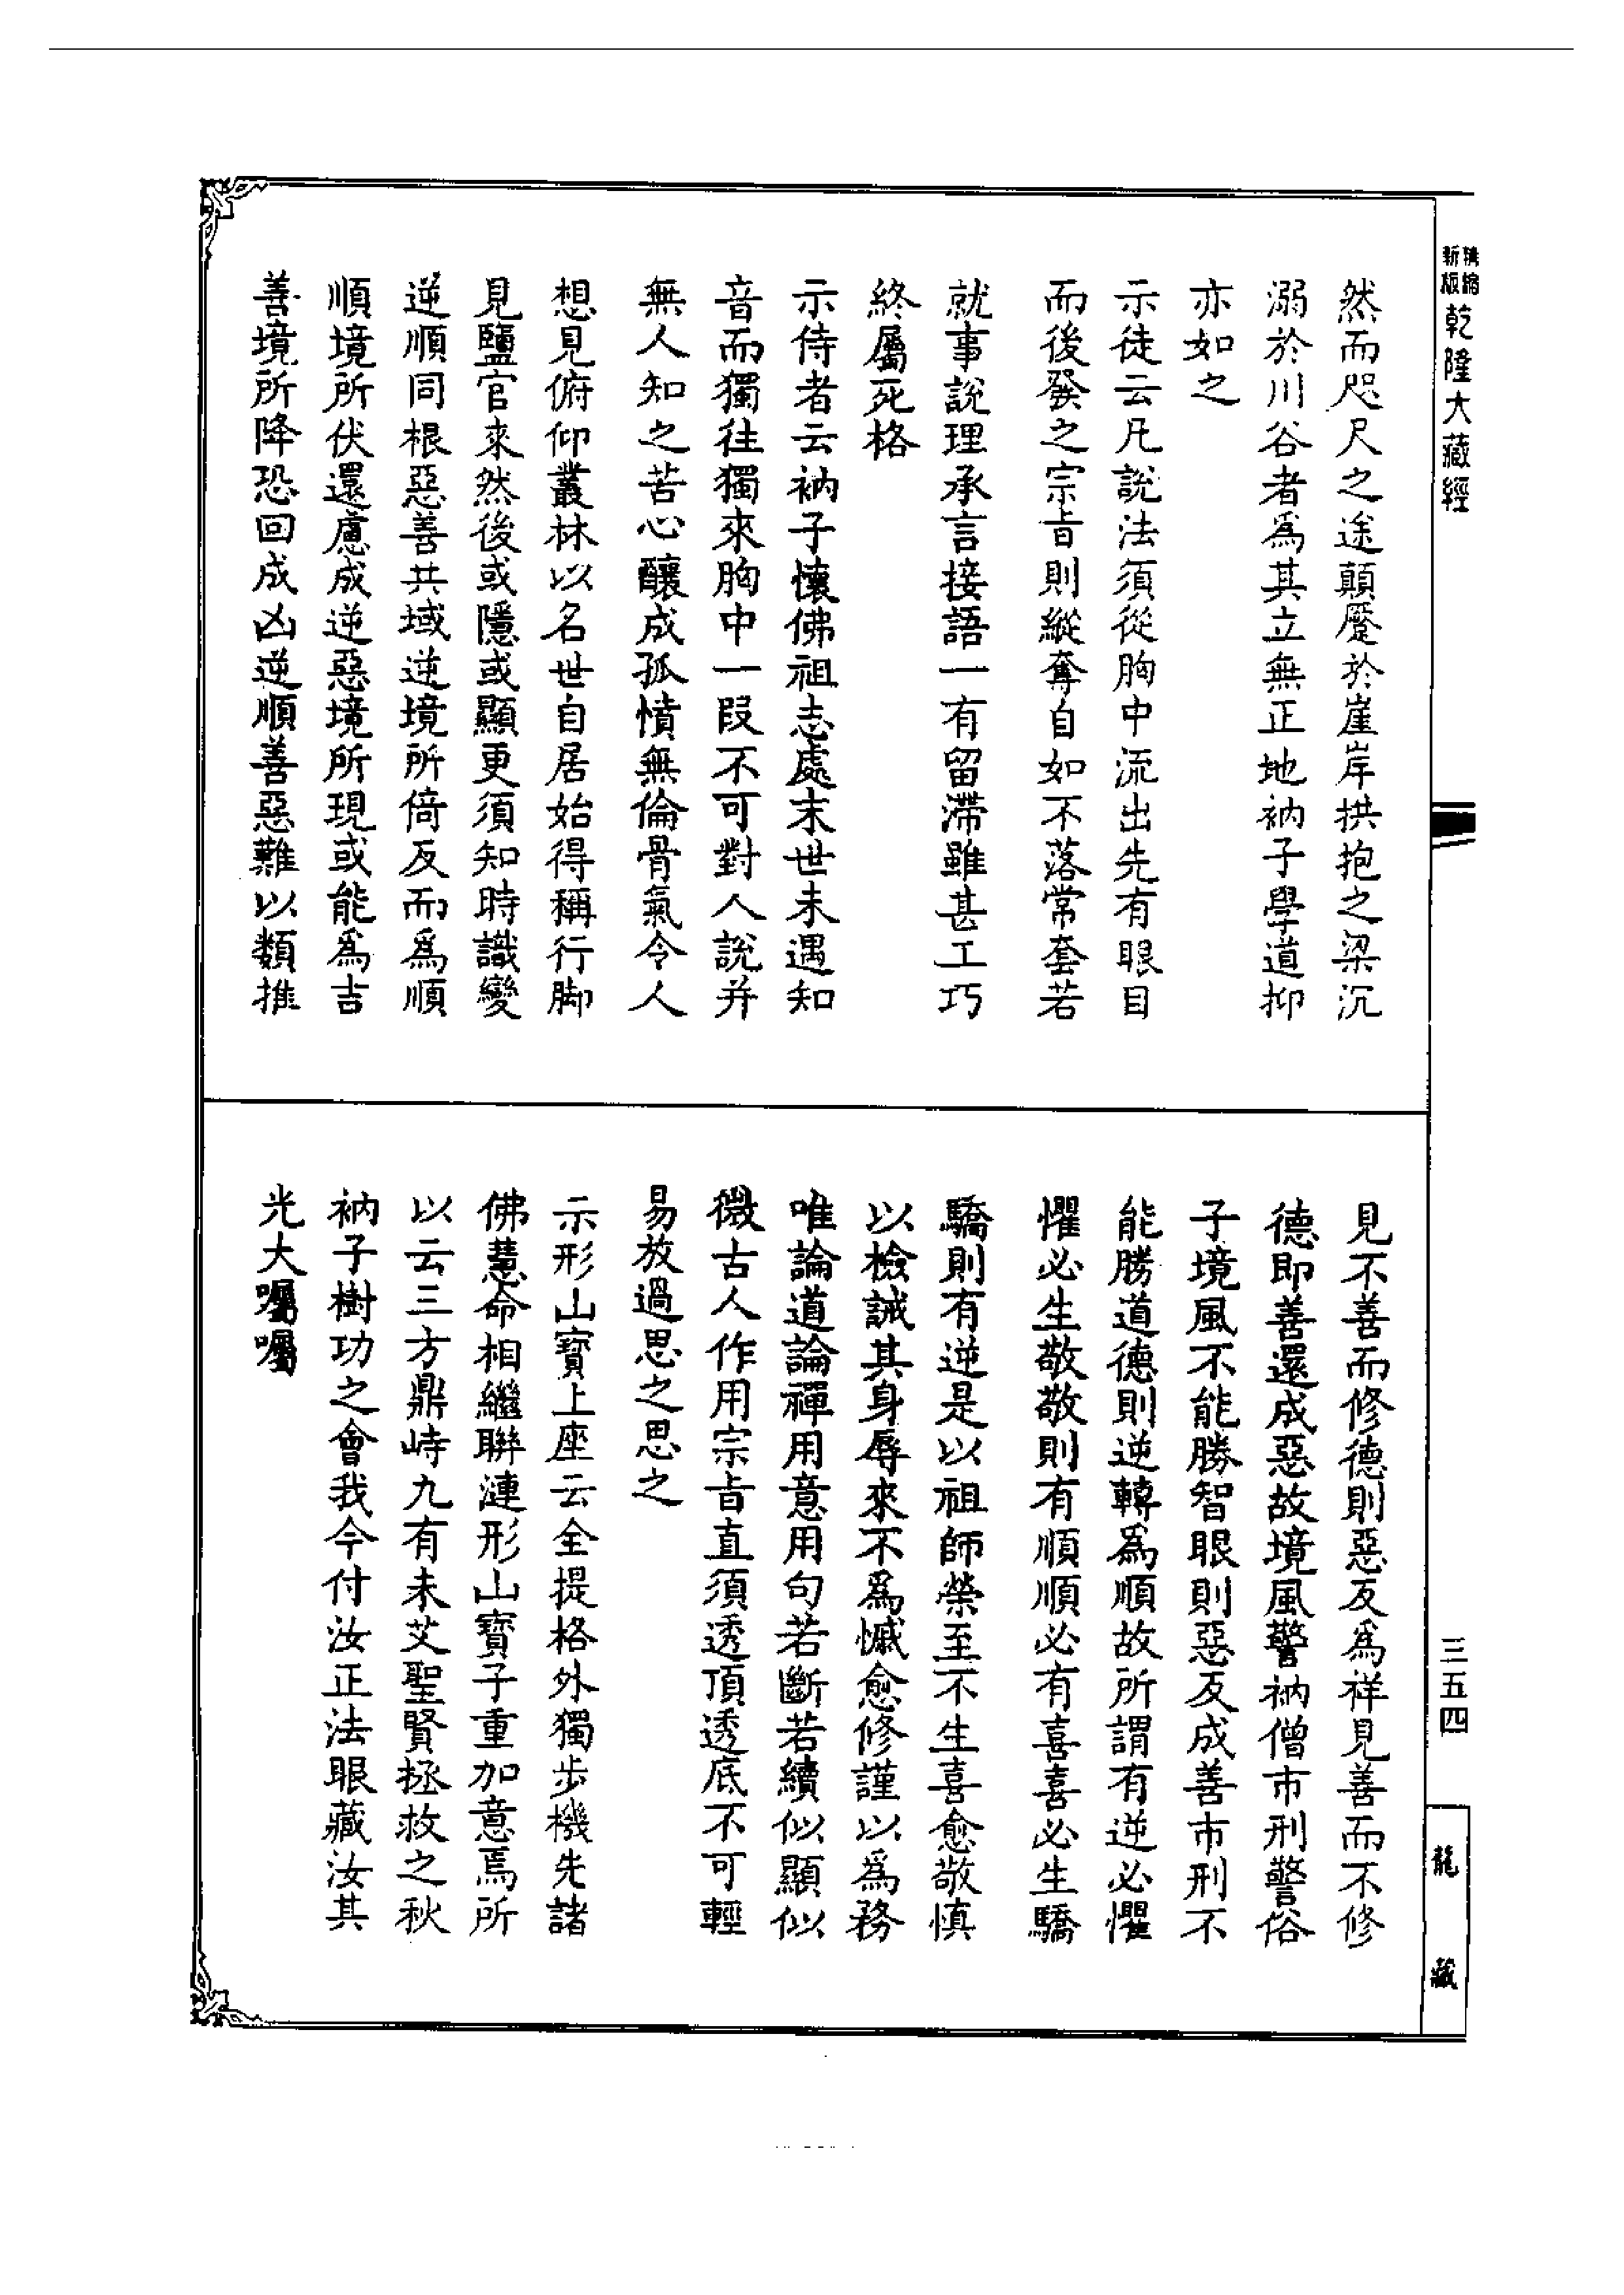 新版精縮乾隆大藏經
然而咫尺之途顛蹷於崖岸拱抱之梁沉
溺於川谷者爲其立無正地衲子學道抑
亦如之
示徒云凡說法須從胸中流出先有眼目
而後發之宗旨則縱奪自如不落常套若
就事說理承言接語一有留滯雖甚工巧
終屬死格
示侍者云衲子懷佛祖志處末世未遇知
音而獨往獨來胸中一段不可對人說并
無人知之苦心釀成孤憤無倫骨氣令人
想見俯仰叢林以名世自居始得稱行脚
見鹽官來然後或隱或顯更須知時識變
逆順同根惡善共域逆境所倚反而爲順
順境所伏還慮成逆惡境所現或能爲吉
善境所降恐回成凶逆順善惡難以類推
見不善而修德則惡反爲祥見善而不修
德即善還成惡故境風警衲僧市刑警俗
子境風不能勝智眼則惡反成善市刑不
能勝道德則逆轉爲順故所謂有逆必懼
懼必生敬敬則有順順必有喜喜必生驕
驕則有逆是以祖師榮至不生喜愈敬慎
以檢誠其身辱來不爲慽愈修謹以爲務
唯論道論禪用意用句若斷若續似顯似
微古人作用宗旨直須透頂透底不可輕
易放過思之思之
示形山寶上座云全提格外獨步機先諸
佛慧命相繼聯漣形山寶子重加意焉所
以云三方鼎峙九有未艾聖賢拯救之秋
衲子樹功之會我今付汝正法眼藏汝其
光大囑囑
三五四
龍藏